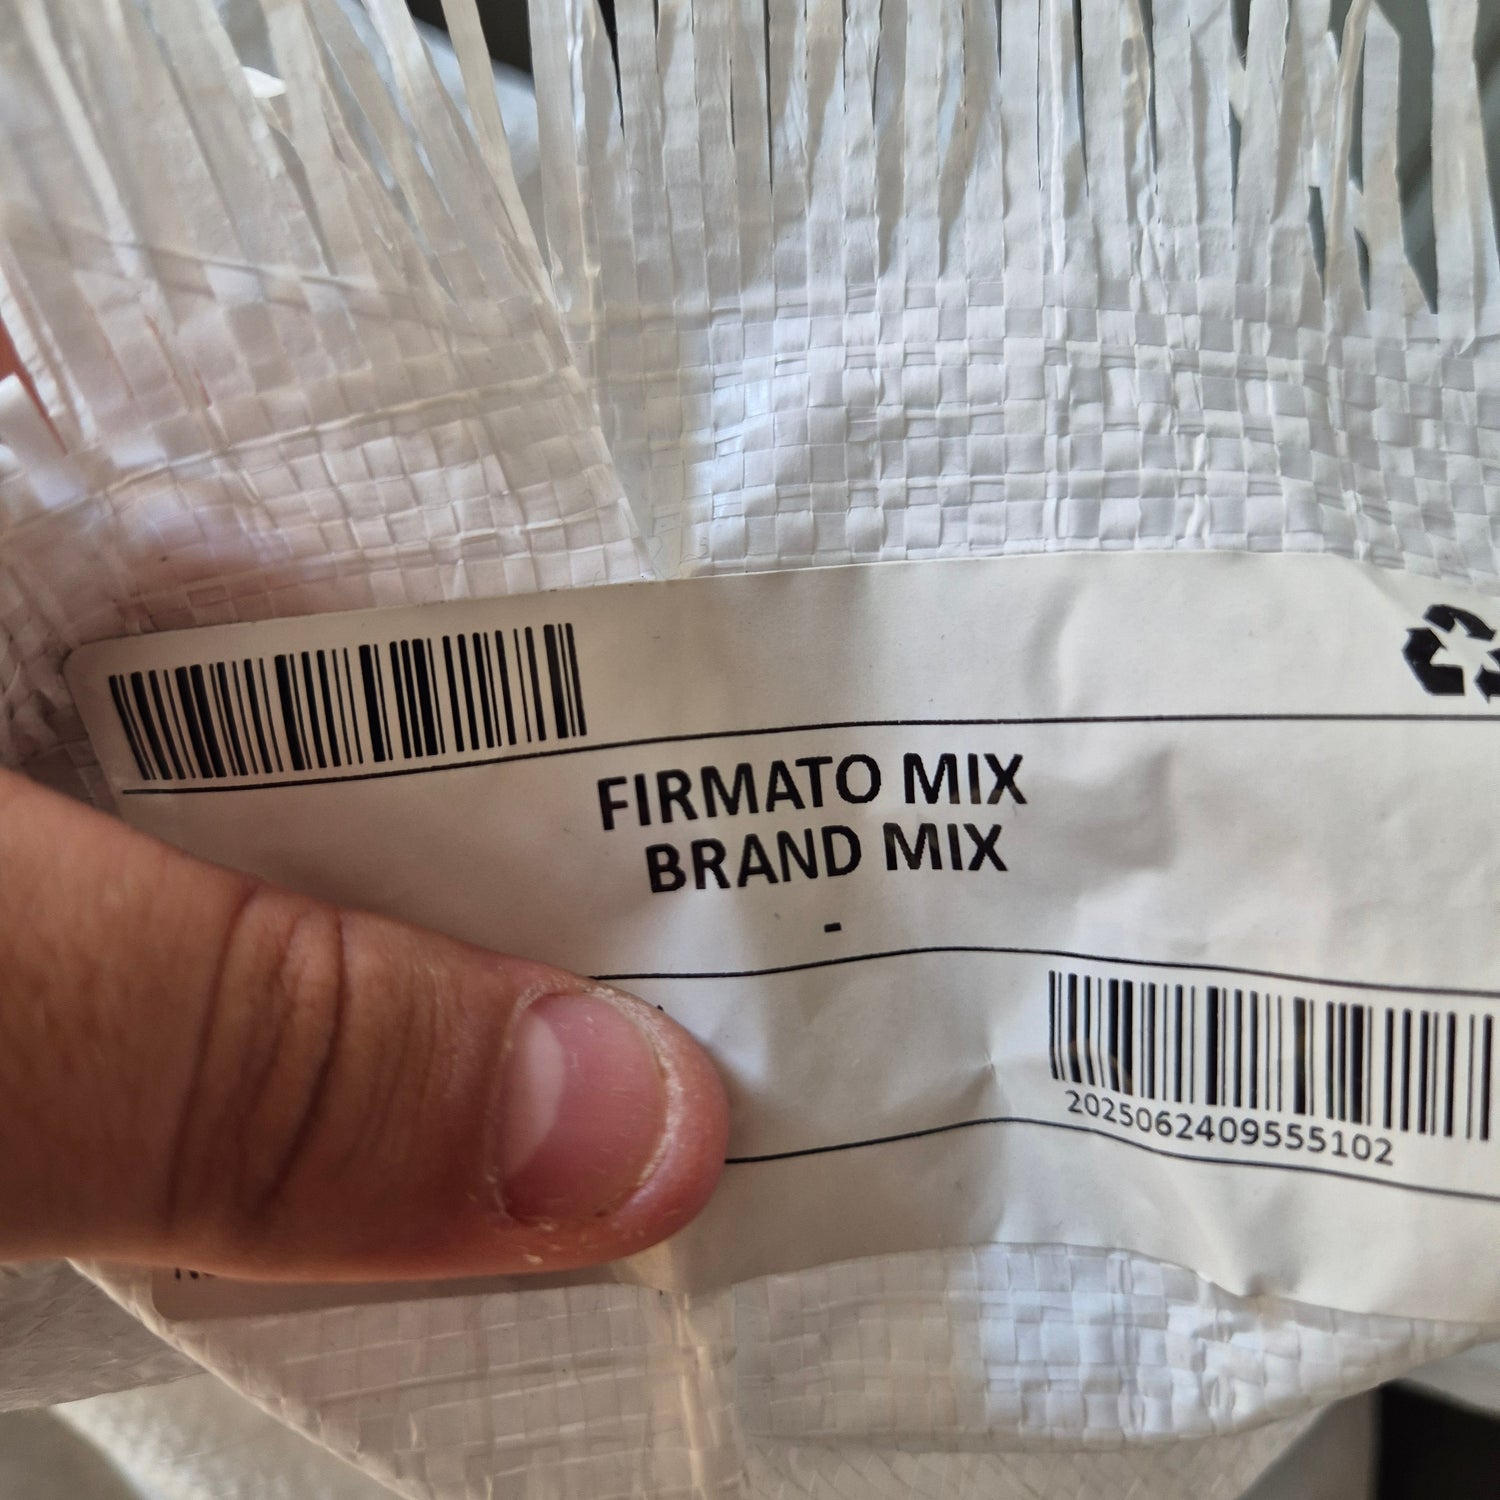 FIRMATO MIX
BRAND MIX
-
2025062409555102